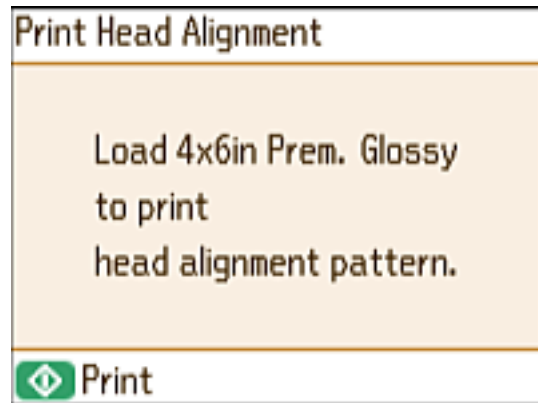 Print Head Alignment
Load 4x6in Prem. Glossy
to print
head alignment pattern.
Print